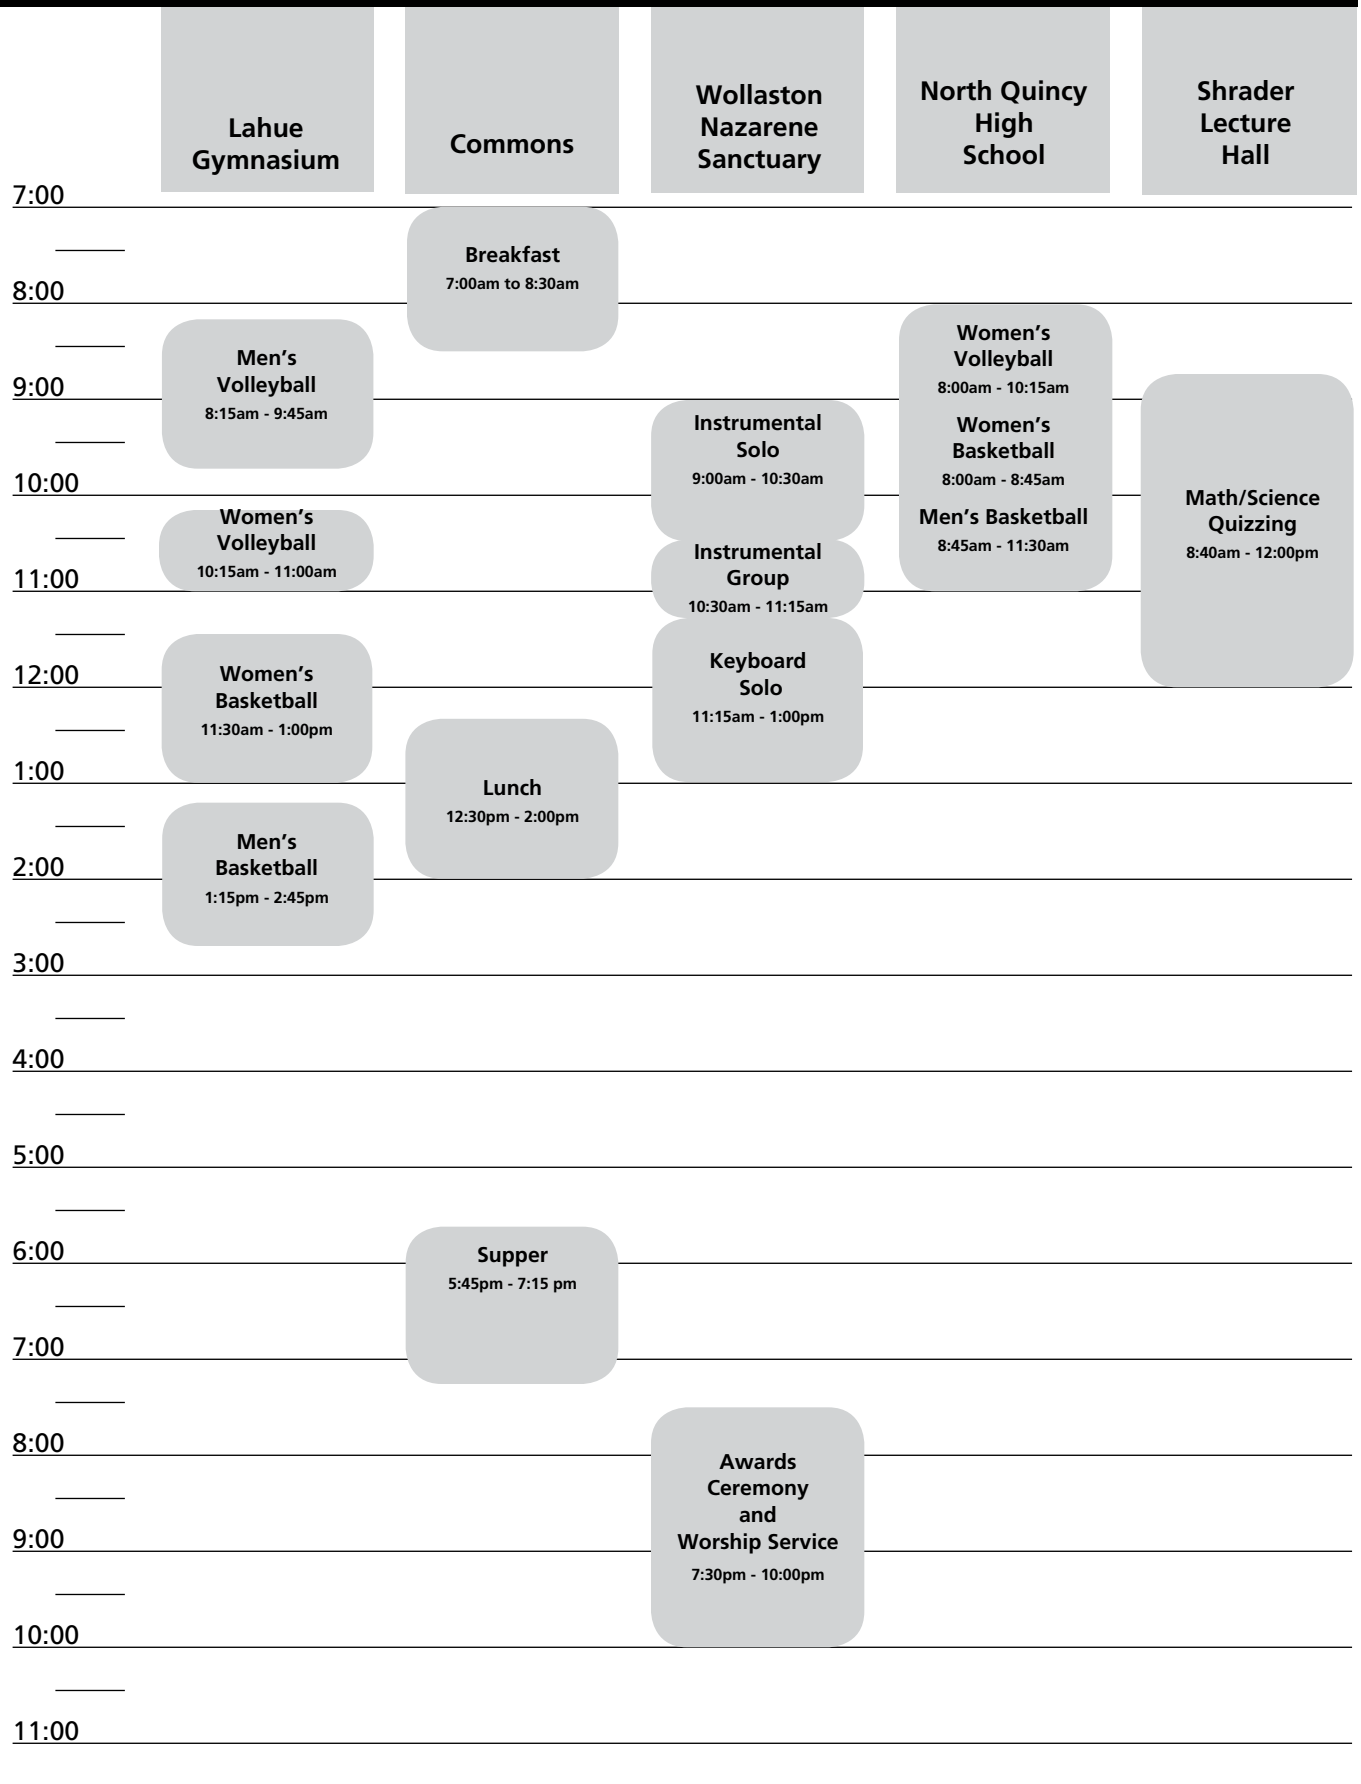 Lahue
Gymnasium
Commons
Wollaston
Nazarene
Sanctuary
North Quincy
High
School
Shrader
Lecture
Hall
7:00
8:00
9:00
10:00
11:00
12:00
1:00
2:00
3:00
4:00
5:00
6:00
7:00
8:00
9:00
10:00
11:00
Men's
Volleyball
8:15am - 9:45am
Women's
Volleyball
10:15am - 11:00am
Women's
Basketball
11:30am - 1:00pm
Men's
Basketball
1:15pm - 2:45pm
Breakfast
7:00am to 8:30am
Lunch
12:30pm - 2:00pm
Supper
5:45pm - 7:15 pm
Instrumental
Solo
9:00am - 10:30am
Instrumental
Group
10:30am - 11:15am
Keyboard
Solo
11:15am - 1:00pm
Awards
Ceremony
and
Worship Service
7:30pm - 10:00pm
Women's
Volleyball
8:00am - 10:15am
Women's
Basketball
8:00am - 8:45am
Men's Basketball
8:45am - 11:30am
Math/Science
Quizzing
8:40am - 12:00pm